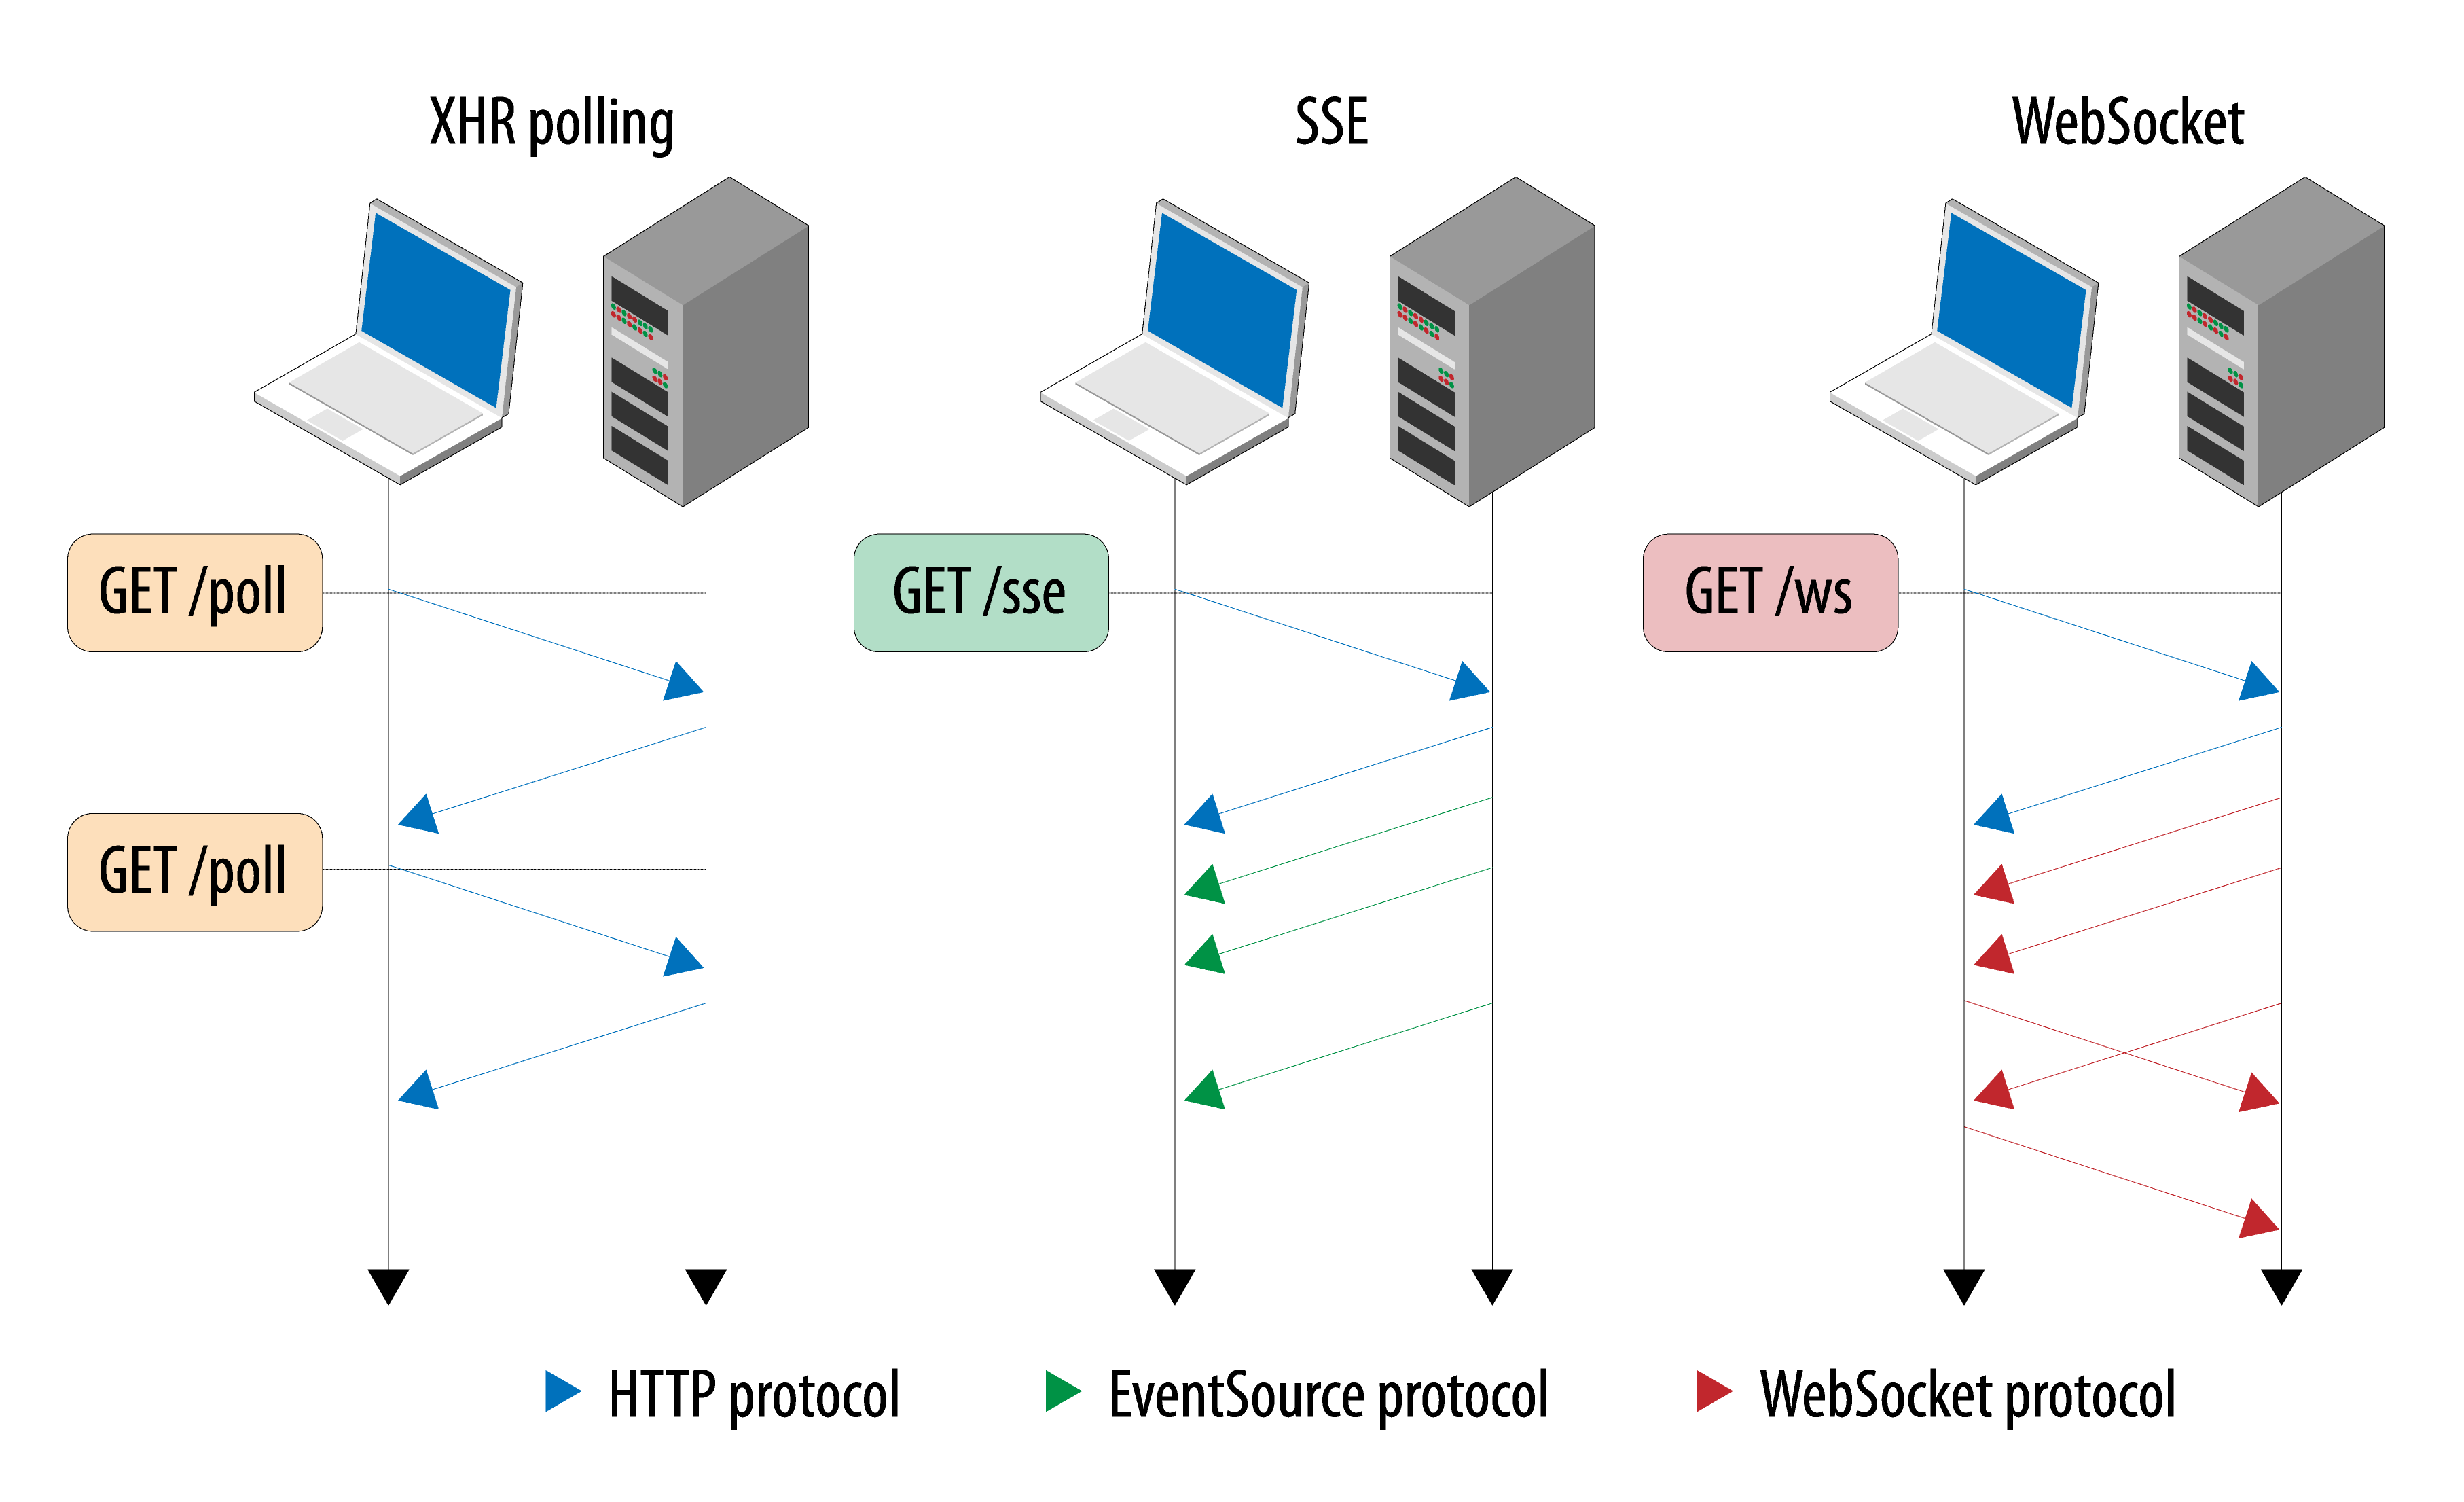 XHR polling
SSE
WebSocket
GET /poll
GET /sse
GET /ws
GET /poll
HTTP protocol
EventSource protocol
WebSocket protocol